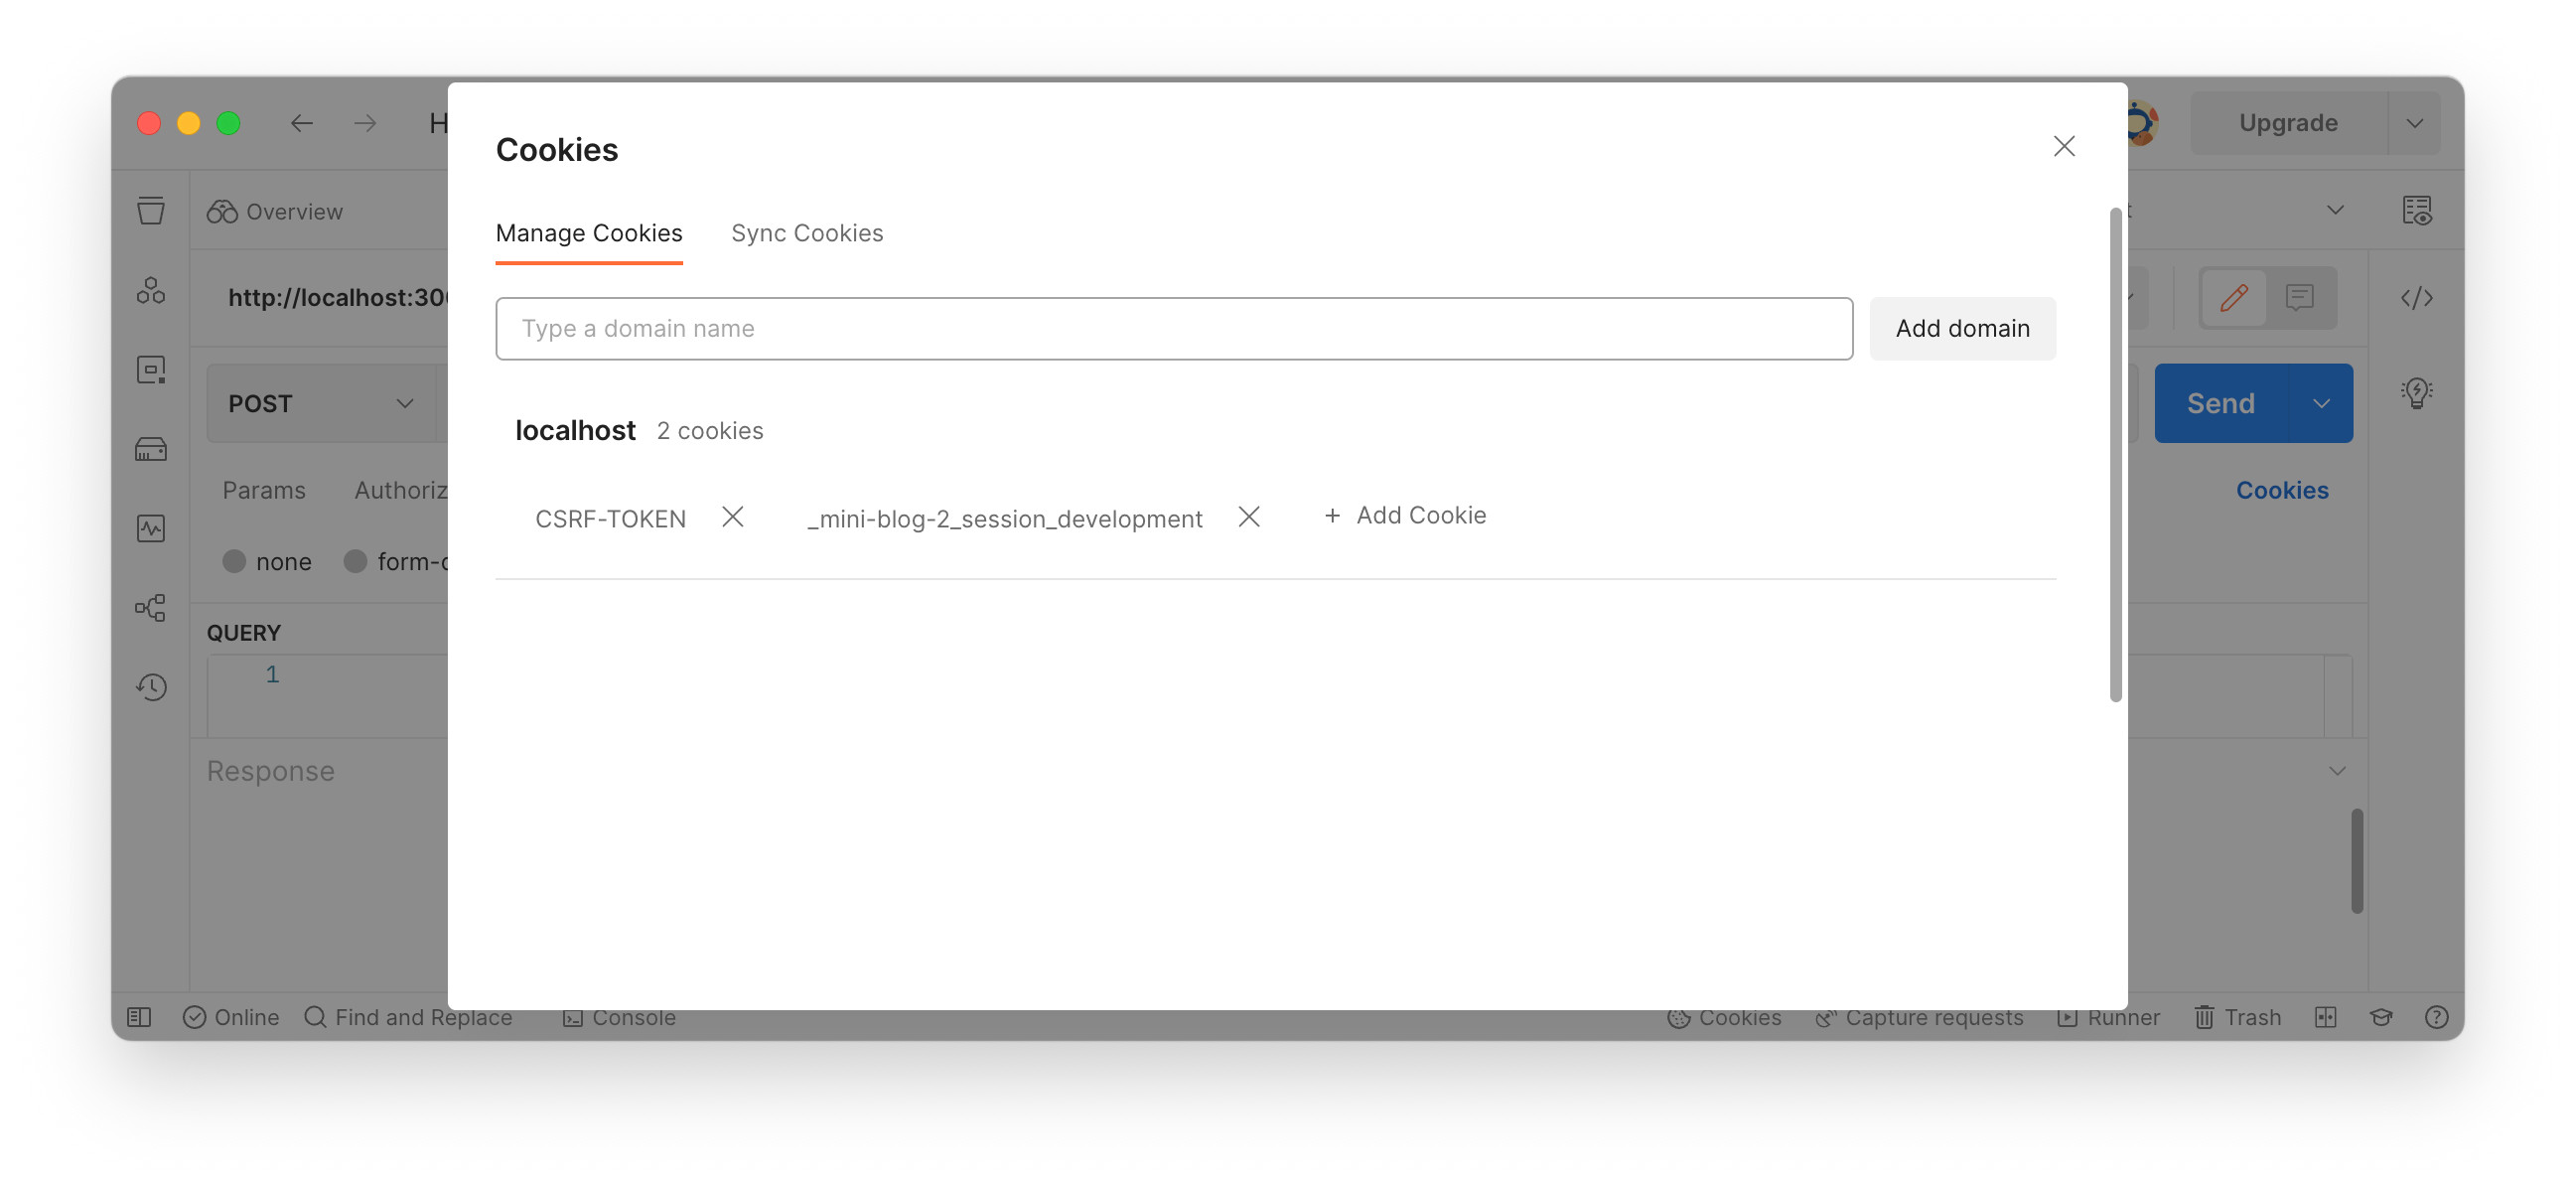 H
Upgrade
Cookies
Overview
Manage Cookies Sync Cookies
http://localhost:300
Type a domain name
Add domain
POST
Send
localhost 2 cookies
Params Authoriz
Cookies
CSRF-TOKEN _mini-blog-2_session_development + Add Cookie
none form-d
QUERY
1
Response
Online Find and Replace Console Cookies Capture requests Runner Trash